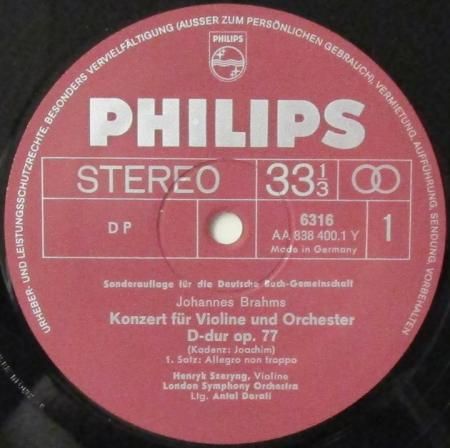 URHEBER- UND LEISTUNGSSCHUTZRECHTE, BESONDERS VERVIELFÄLTIGUNG (AUSSER ZUM PERSÖNLICHEN GEBRAUCH), VERMIETUNG, AUFFÜHRUNG, SENDUNG, VORBEHALTEN
PHILIPS
PHILIPS
STEREO 33 1/3
DP
6316
AA 838 400.1 Y
Made in Germany
1
Sonderauflage für die Deutsche Buch-Gemeinschaft
Johannes Brahms
Konzert für Violine und Orchester
D-dur op. 77
(Kadenz: Joachim)
1. Satz: Allegro non troppo
Henryk Szeryng, Violine
London Symphony Orchestra
Ltg. Antal Dorati